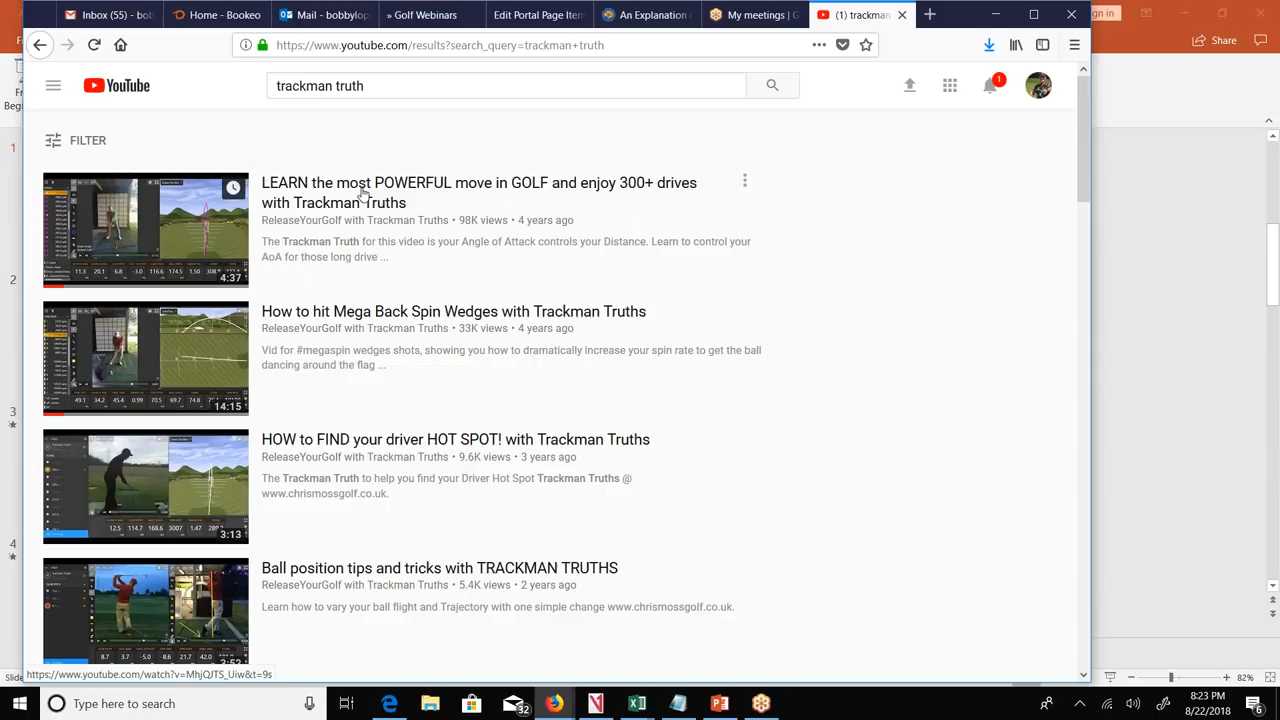 Inbox - bobb
Home - Bookeo
N... - bobbylop
Edit Petal Permane
An Explanation o
My meetings | G
(1) trackman
Share
https://www.youtube.com/results?search_query=trackman+truth
YouTube
trackman truth
1
FILTER
LEARN the most POWERFUL move in GOLF and enjoy 300+ drives
with Trackman Truths
ReleaseYourGolf with Trackman Truths • 98K views • 4 years ago
The Trackman Truth for this video is your Angle of Attack controls your Distance. Learn to control your
AoA for those long drive ...
4:37
How to hit Mega Back Spin Wedges with Trackman Truths
ReleaseYourGolf with Trackman Truths • 33K views • 4 years ago
Vid for #megaspin wedges shots, showing you how to dramatically increase your spin rate to get the ball
dancing around the flag ...
14:15
HOW to FIND your driver HOT SPOT with Trackman Truths
ReleaseYourGolf with Trackman Truths • 9.6K views • 3 years ago
The Trackman Truth to help you find your Driver Hot Spot Trackman Truths @
www.chrismossgolf.co.uk.
3:13
Ball position tips and tricks with TRACKMAN TRUTHS
ReleaseYourGolf with Trackman Truths • 5.4K views • 2 years ago
Learn how to vary your ball flight and Trajectory with one simple change www.chrismossgolf.co.uk.
3:52
https://www.youtube.com/watch?v=MhjQJTS_Uiw&t=9s
82%
Type here to search
32
8:23 PM
8/22/2018
6